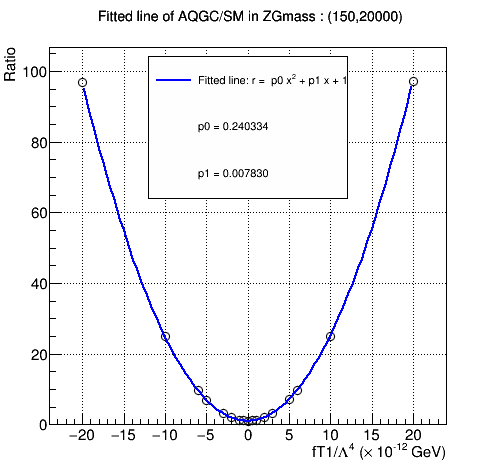 Fitted line of AQGC/SM in ZGmass : (150,20000)
Ratio
Fitted line: r = p0 x² + p1 x + 1
p0 = 0.240334
p1 = 0.007830
100
80
60
40
20
0
−20 −15 −10 −5 0 5 10 15 20
fT1/Λ⁴ (× 10⁻¹² GeV)